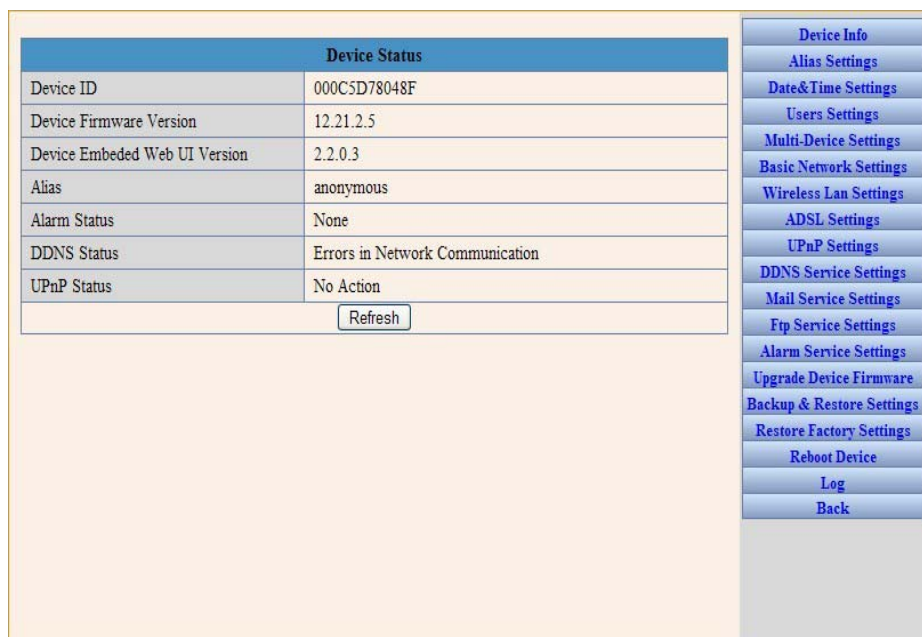 Device Status
Device ID 000C5D78048F
Device Firmware Version 12.21.2.5
Device Embeded Web UI Version 2.2.0.3
Alias anonymous
Alarm Status None
DDNS Status Errors in Network Communication
UPnP Status No Action
Refresh
Device Info
Alias Settings
Date&Time Settings
Users Settings
Multi-Device Settings
Basic Network Settings
Wireless Lan Settings
ADSL Settings
UPnP Settings
DDNS Service Settings
Mail Service Settings
Ftp Service Settings
Alarm Service Settings
Upgrade Device Firmware
Backup & Restore Settings
Restore Factory Settings
Reboot Device
Log
Back